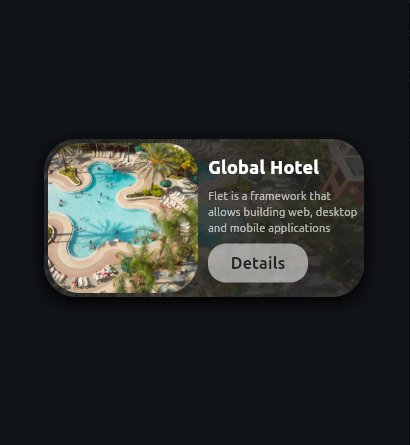 Global Hotel
Flet is a framework that
allows building web, desktop
and mobile applications
Details